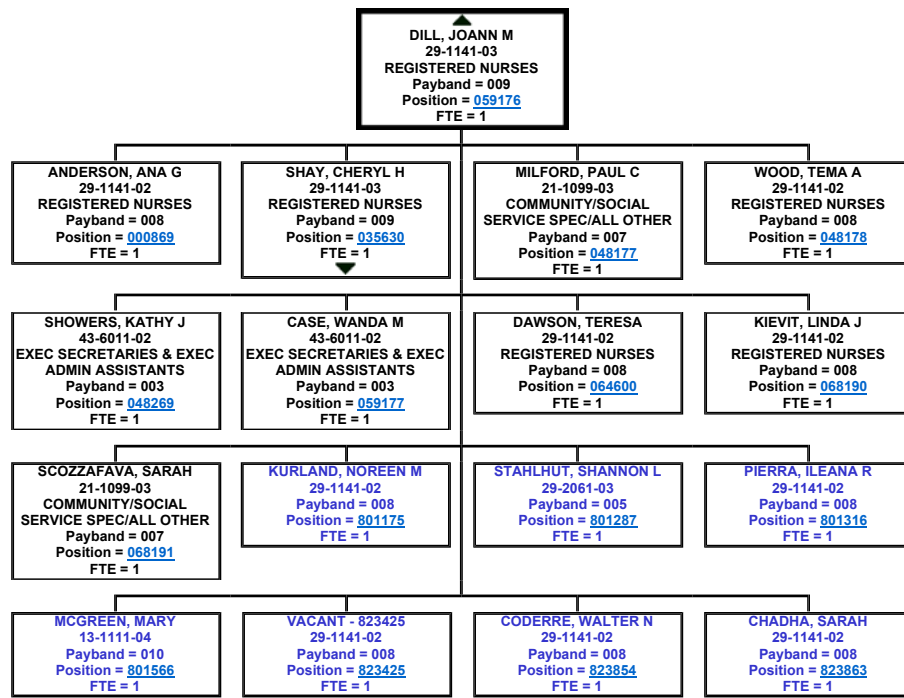 DILL, JOANN M
29-1141-03
REGISTERED NURSES
Payband = 009
Position = 059176
FTE = 1
ANDERSON, ANA G
29-1141-02
REGISTERED NURSES
Payband = 008
Position = 000869
FTE = 1
SHAY, CHERYL H
29-1141-03
REGISTERED NURSES
Payband = 009
Position = 035630
FTE = 1
MILFORD, PAUL C
21-1099-03
COMMUNITY/SOCIAL
SERVICE SPEC/ALL OTHER
Payband = 007
Position = 048177
FTE = 1
WOOD, TEMA A
29-1141-02
REGISTERED NURSES
Payband = 008
Position = 048178
FTE = 1
SHOWERS, KATHY J
43-6011-02
EXEC SECRETARIES & EXEC
ADMIN ASSISTANTS
Payband = 003
Position = 048269
FTE = 1
CASE, WANDA M
43-6011-02
EXEC SECRETARIES & EXEC
ADMIN ASSISTANTS
Payband = 003
Position = 059177
FTE = 1
DAWSON, TERESA
29-1141-02
REGISTERED NURSES
Payband = 008
Position = 064600
FTE = 1
KIEVIT, LINDA J
29-1141-02
REGISTERED NURSES
Payband = 008
Position = 068190
FTE = 1
SCOZZAFAVA, SARAH
21-1099-03
COMMUNITY/SOCIAL
SERVICE SPEC/ALL OTHER
Payband = 007
Position = 068191
FTE = 1
KURLAND, NOREEN M
29-1141-02
Payband = 008
Position = 801175
FTE = 1
STAHLHUT, SHANNON L
29-2061-03
Payband = 005
Position = 801287
FTE = 1
PIERRA, ILEANA R
29-1141-02
Payband = 008
Position = 801316
FTE = 1
MCGREEN, MARY
13-1111-04
Payband = 010
Position = 801566
FTE = 1
VACANT - 823425
29-1141-02
Payband = 008
Position = 823425
FTE = 1
CODERRE, WALTER N
29-1141-02
Payband = 008
Position = 823854
FTE = 1
CHADHA, SARAH
29-1141-02
Payband = 008
Position = 823863
FTE = 1